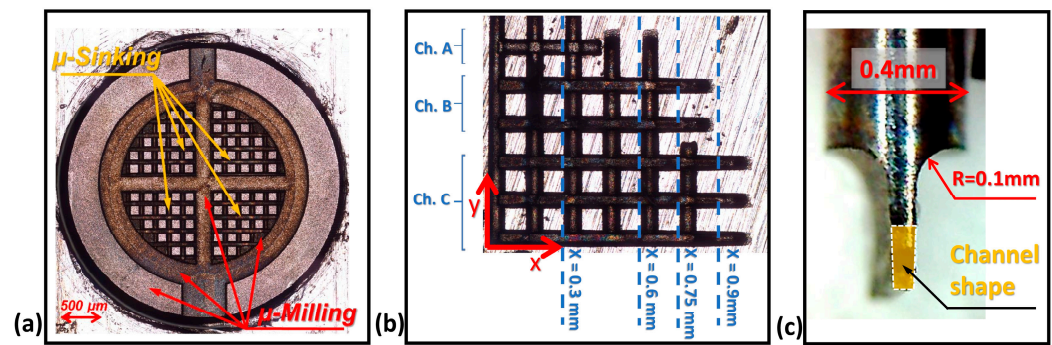 μ-Sinking
μ-Milling
500 μm
(a)
Ch. A
Ch. B
Ch. C
y
x
X = 0.3 mm
X = 0.6 mm
X = 0.75 mm
X = 0.9mm
(b)
0.4mm
R=0.1mm
Channel
shape
(c)